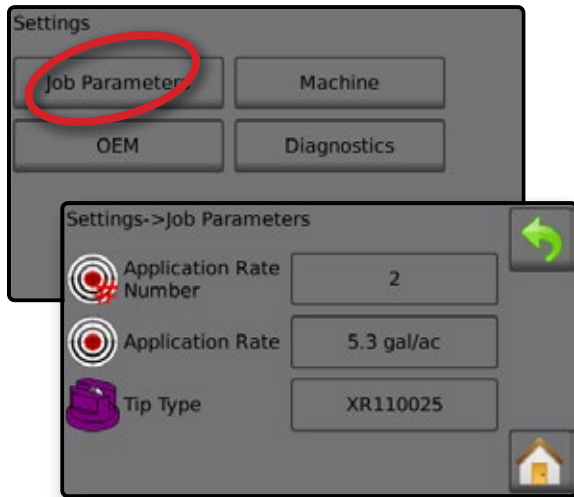 Settings
Job Parameters
Machine
OEM
Diagnostics
Settings->Job Parameters
Application Rate
Number
2
Application Rate
5.3 gal/ac
Tip Type
XR110025